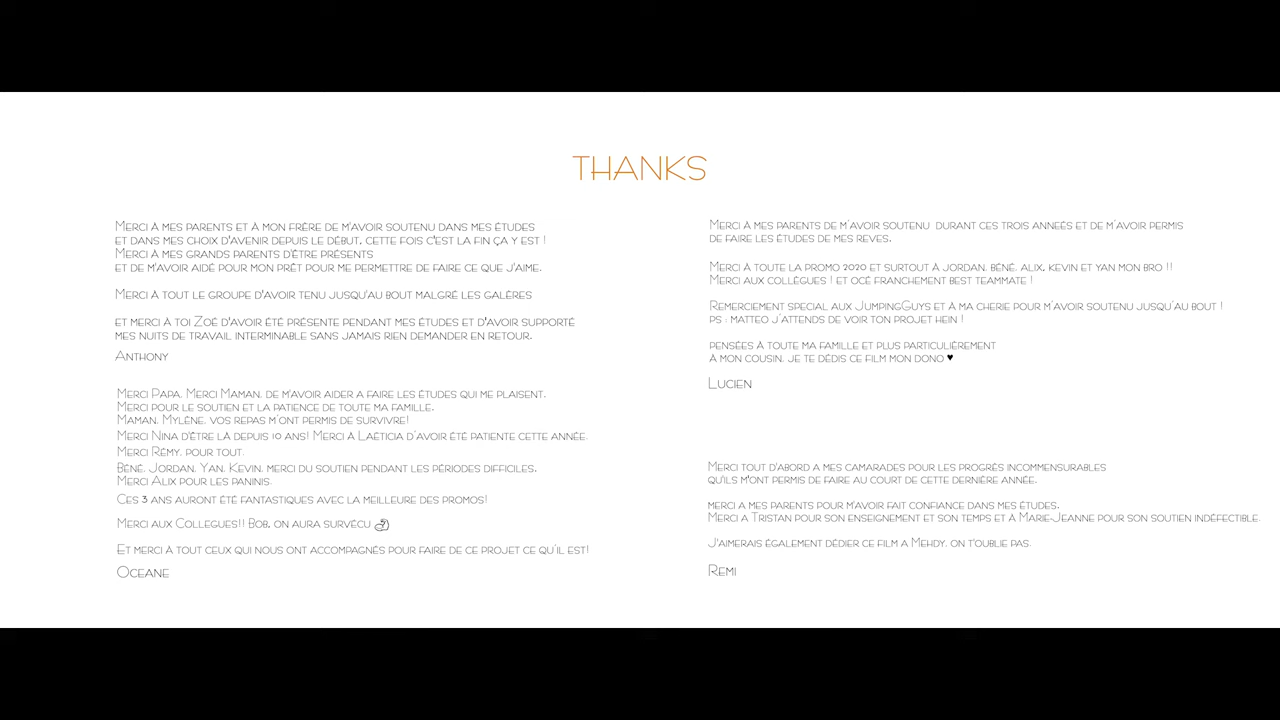 THANKS
Merci à mes parents et à mon frère de m'avoir soutenu dans mes études
et dans mes choix d'avenir depuis le début, cette fois c'est la fin ça y est !
Merci à mes grands parents d'être présents
et de m'avoir aidé pour mon prêt pour me permettre de faire ce que j'aime.
Merci à tout le groupe d'avoir tenu jusqu'au bout malgré les galères
et merci à toi Zoé d'avoir été présente pendant mes études et d'avoir supporté
mes nuits de travail interminable sans jamais rien demander en retour.
Anthony
Merci Papa, Merci Maman, de m'avoir aider a faire les études qui me plaisent.
Merci pour le soutien et la patience de toute ma famille.
Maman, Mylène, vos repas m'ont permis de survivre!
Merci Nina d'être là depuis 10 ans! Merci à Laëticia d'avoir été patiente cette année.
Merci Rémy, pour tout.
Béné, Jordan, Yan, Kevin, merci du soutien pendant les périodes difficiles,
Merci Alix pour les paninis.
Ces 3 ans auront été fantastiques avec la meilleure des promos!
Merci aux Collegues!! Bob, on aura survécu
Et merci à tout ceux qui nous ont accompagnés pour faire de ce projet ce qu'il est!
Oceane
Merci à mes parents de m'avoir soutenu durant ces trois anneés et de m'avoir permis
de faire les études de mes reves.
Merci à toute la promo 2020 et surtout à Jordan, Béné, Alix, Kevin et Yan mon bro !!
Merci aux collègues ! et Océ franchement best teammate !
Remerciement special aux JumpingGuys et à ma cherie pour m'avoir soutenu jusqu'au bout !
ps : Matteo j'attends de voir ton projet hein !
pensées à toute ma famille et plus particulièrement
à mon cousin, je te dédis ce film mon dono ♥
Lucien
Merci tout d'abord a mes camarades pour les progrès incommensurables
qu'ils m'ont permis de faire au court de cette dernière année.
merci a mes parents pour m'avoir fait confiance dans mes études,
Merci a Tristan pour son enseignement et son temps et à Marie-Jeanne pour son soutien indéfectible.
J'aimerais également dédier ce film a Mehdy, on t'oublie pas.
Remi